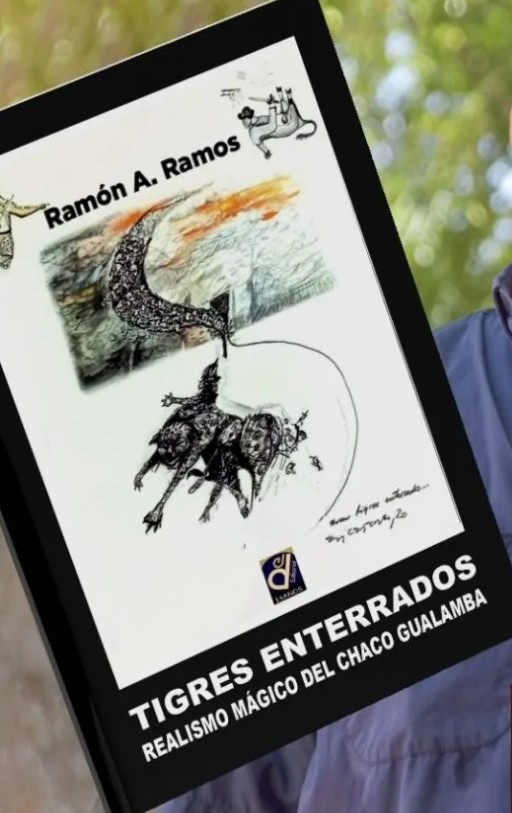 Ramón A. Ramos
TIGRES ENTERRADOS
REALISMO MÁGICO DEL CHACO GUALAMBA